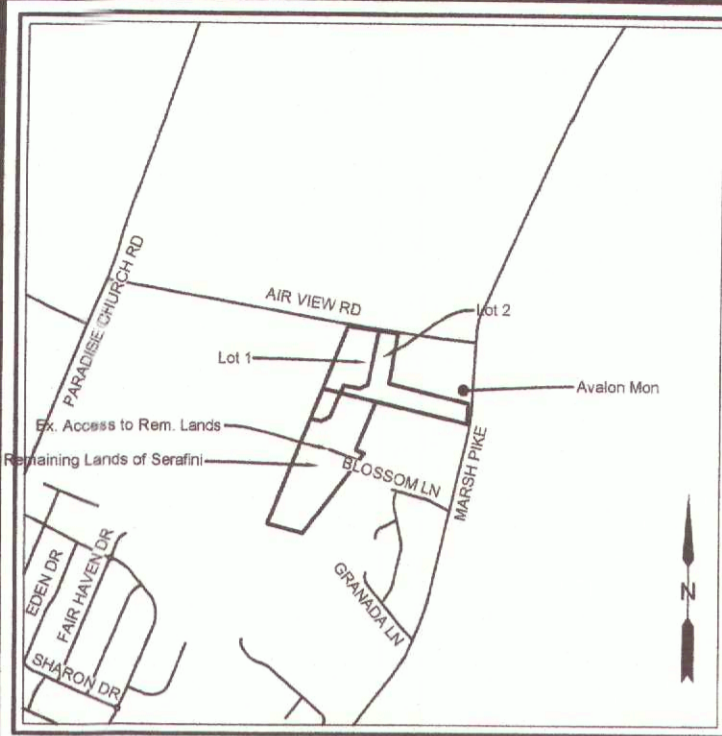 PARADISIE CHURCH RD
AIR VIEW RD
Lot 2
Lot 1
Avalon Mon
Ex. Access to Rem. Lands
Remaining Lands of Serafini
BLOSSOM LN
MARSH PIKE
EDEN DR
FAIR HAVEN DR
GRANADA LN
SHARON DR
N